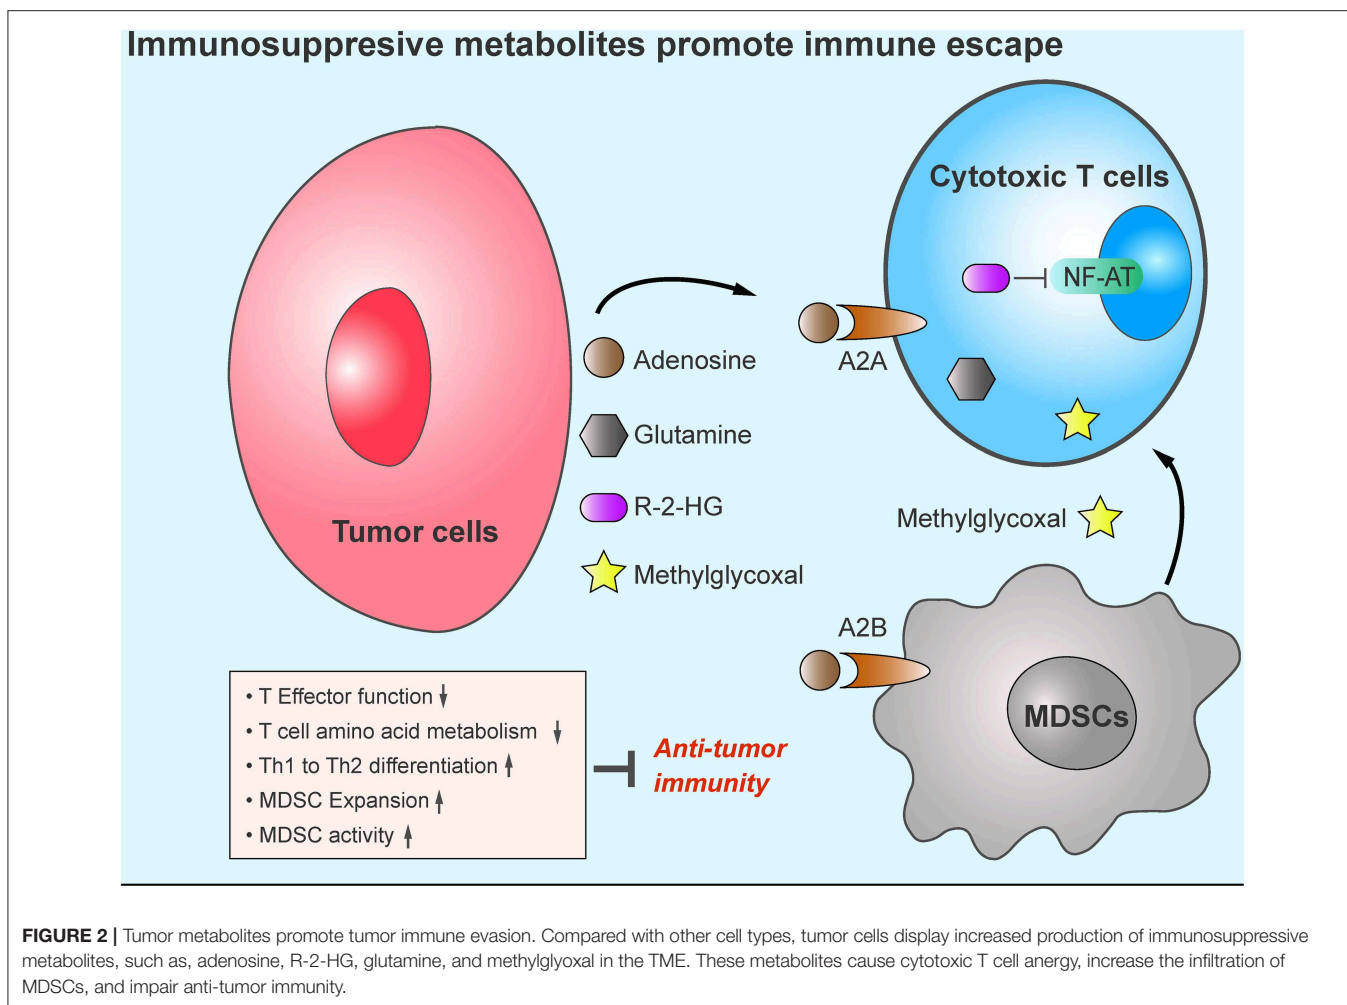 Immunosuppresive metabolites promote immune escape
Cytotoxic T cells
NF-AT
A2A
Adenosine
Glutamine
R-2-HG
Methylglycoxal
Tumor cells
Methylglycoxal
A2B
MDSCs
• T Effector function ↓
• T cell amino acid metabolism ↓
• Th1 to Th2 differentiation ↑
• MDSC Expansion ↑
• MDSC activity ↑
Anti-tumor
immunity
FIGURE 2 | Tumor metabolites promote tumor immune evasion. Compared with other cell types, tumor cells display increased production of immunosuppressive
metabolites, such as, adenosine, R-2-HG, glutamine, and methylglyoxal in the TME. These metabolites cause cytotoxic T cell anergy, increase the infiltration of
MDSCs, and impair anti-tumor immunity.